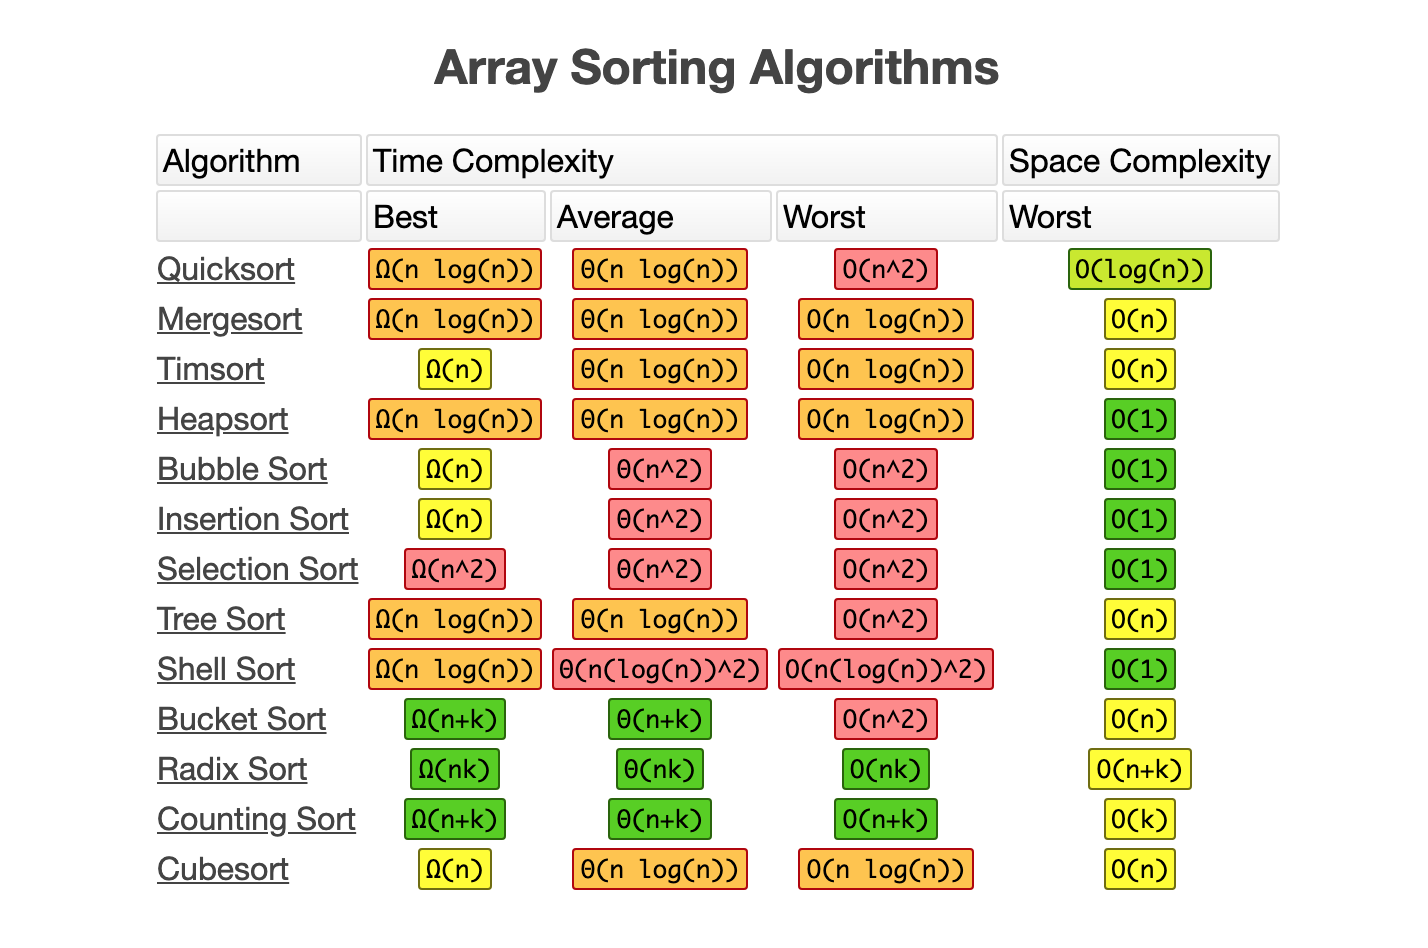 Array Sorting Algorithms
Algorithm Time Complexity Space Complexity
Best Average Worst Worst
Quicksort Ω(n log(n)) Θ(n log(n)) O(n^2) O(log(n))
Mergesort Ω(n log(n)) Θ(n log(n)) O(n log(n)) O(n)
Timsort Ω(n) Θ(n log(n)) O(n log(n)) O(n)
Heapsort Ω(n log(n)) Θ(n log(n)) O(n log(n)) O(1)
Bubble Sort Ω(n) Θ(n^2) O(n^2) O(1)
Insertion Sort Ω(n) Θ(n^2) O(n^2) O(1)
Selection Sort Ω(n^2) Θ(n^2) O(n^2) O(1)
Tree Sort Ω(n log(n)) Θ(n log(n)) O(n^2) O(n)
Shell Sort Ω(n log(n)) Θ(n(log(n))^2) O(n(log(n))^2) O(1)
Bucket Sort Ω(n+k) Θ(n+k) O(n^2) O(n)
Radix Sort Ω(nk) Θ(nk) O(nk) O(n+k)
Counting Sort Ω(n+k) Θ(n+k) O(n+k) O(k)
Cubesort Ω(n) Θ(n log(n)) O(n log(n)) O(n)